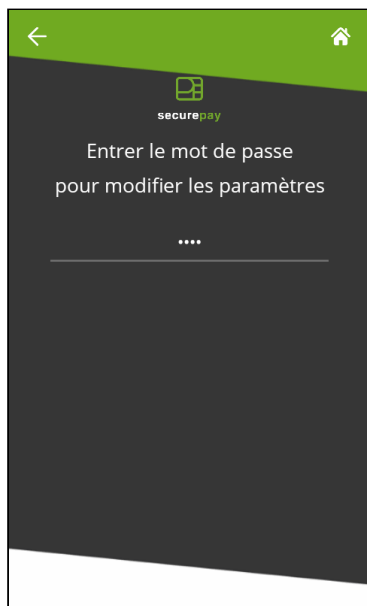 securepay
Entrer le mot de passe
pour modifier les paramètres
••••